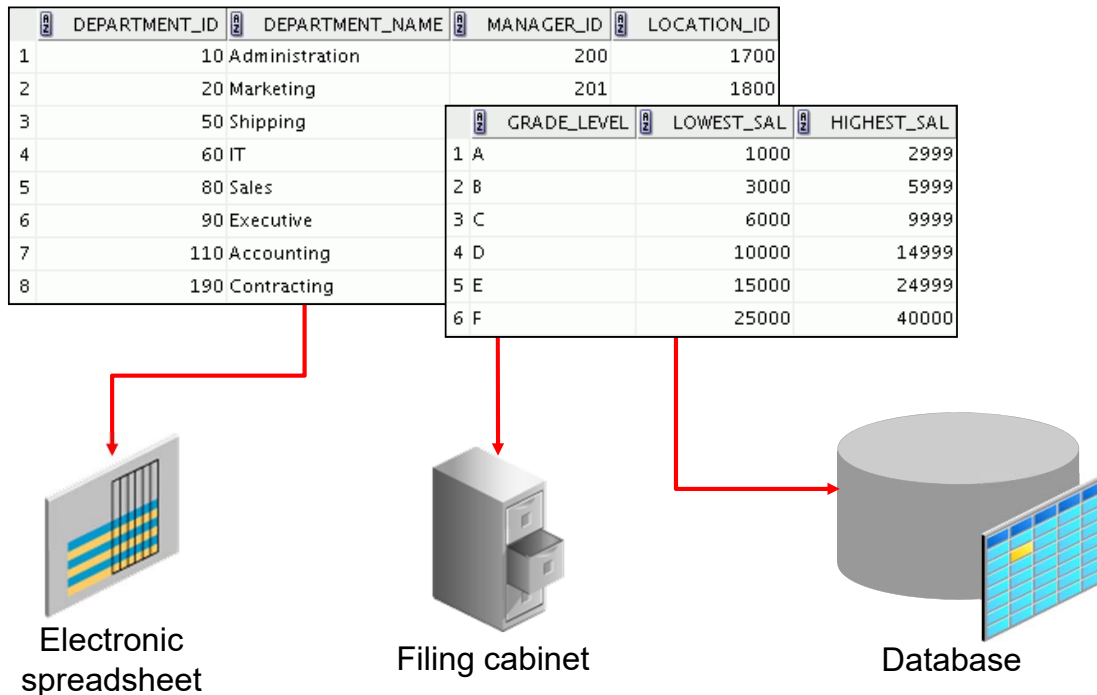 DEPARTMENT_ID DEPARTMENT_NAME MANAGER_ID LOCATION_ID
1 10 Administration 200 1700
2 20 Marketing 201 1800
3 50 Shipping
4 60 IT
5 80 Sales
6 90 Executive
7 110 Accounting
8 190 Contracting
GRADE_LEVEL LOWEST_SAL HIGHEST_SAL
1 A 1000 2999
2 B 3000 5999
3 C 6000 9999
4 D 10000 14999
5 E 15000 24999
6 F 25000 40000
Electronic
spreadsheet
Filing cabinet
Database